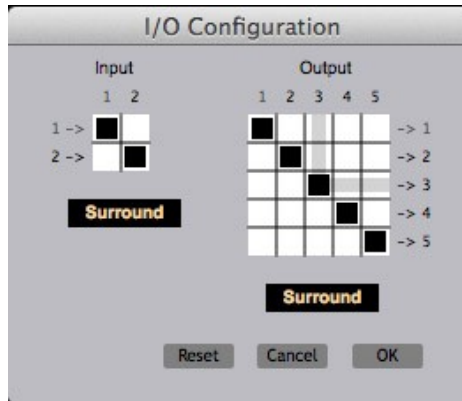 I/O Configuration
Input
Output
1 2
1 2 3 4 5
1 ->
-> 1
2 ->
-> 2
-> 3
Surround
-> 4
-> 5
Surround
Reset Cancel OK